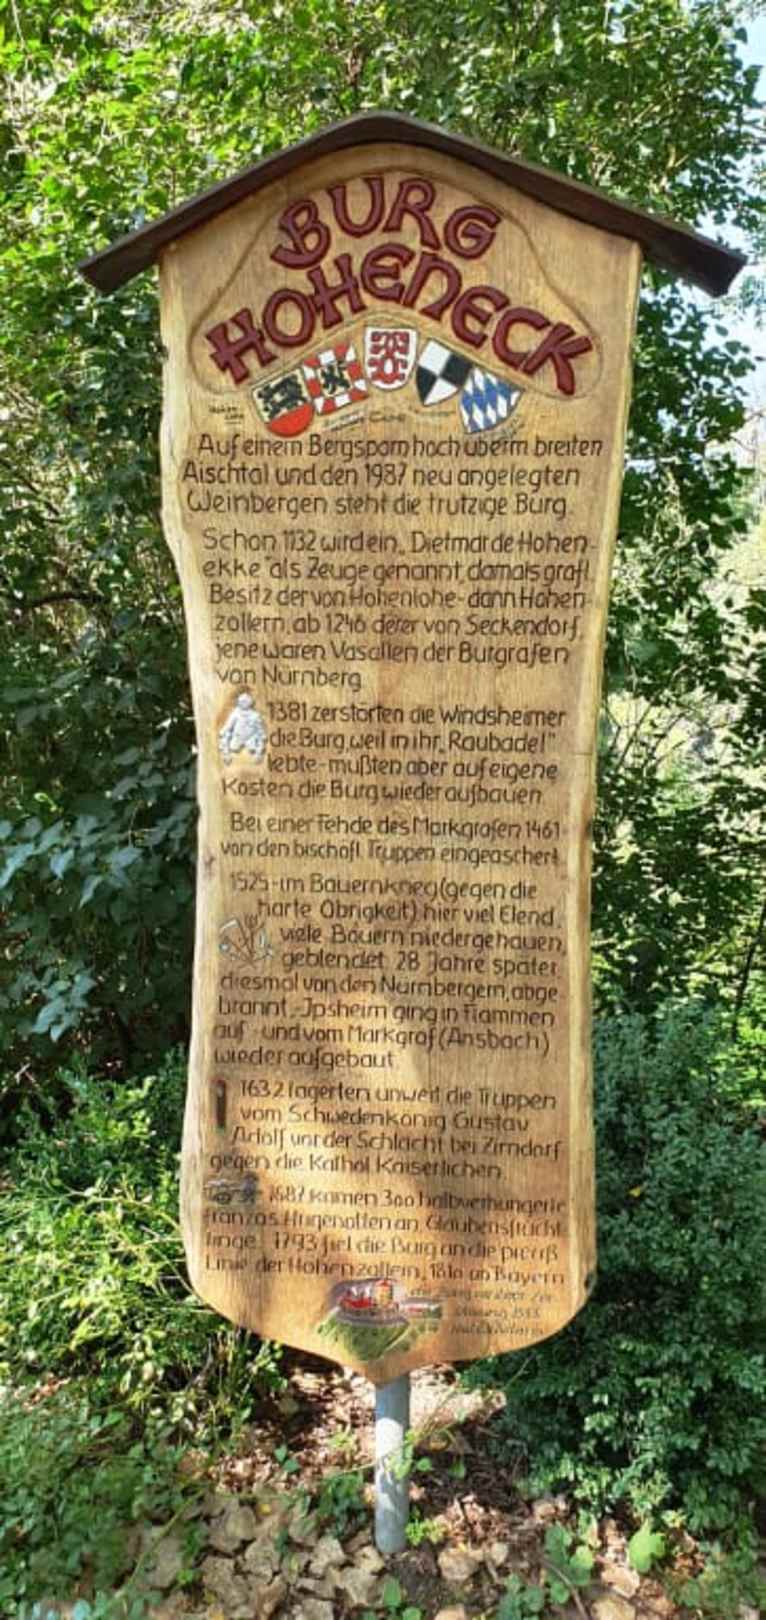 BURG
HOHENECK
Auf einem Bergsporn hoch überm breiten
Aischtal und den 1987 neu angelegten
Weinbergen steht die trutzige Burg.
Schon 1132 wird ein „Dietmar de Hohen-
ekke" als Zeuge genannt, damals gräfl.
Besitz der von Hohenlohe - dann Hohen-
zollern, ab 1246 derer von Seckendorf,
jene waren Vasallen der Burgrafen
von Nürnberg.
1381 zerstörten die Windsheimer
die Burg, weil in ihr „Raubadel"
lebte - mußten aber auf eigene
Kosten die Burg wieder aufbauen.
Bei einer Fehde des Markgrafen 1461
von den bischöfl. Truppen eingeäschert.
1525 - im Bauernkrieg (gegen die
harte Obrigkeit) hier viel Elend,
viele Bauern niedergehauen,
geblendet. 28 Jahre später
diesmal von den Nürnbergern, abge
brannt, - Jpsheim ging in Flammen
auf - und vom Markgraf (Ansbach)
wieder aufgebaut.
1632 lagerten unweit die Truppen
vom Schwedenkönig Gustav
Adolf vor der Schlacht bei Zirndorf
gegen die Kathol. Kaiserlichen.
1687 kamen 300 halbverhungerte
französ. Hugenotten an, Glaubensflücht
linge. 1793 fiel die Burg an die preuß.
Linie der Hohenzollern, 1810 an Bayern